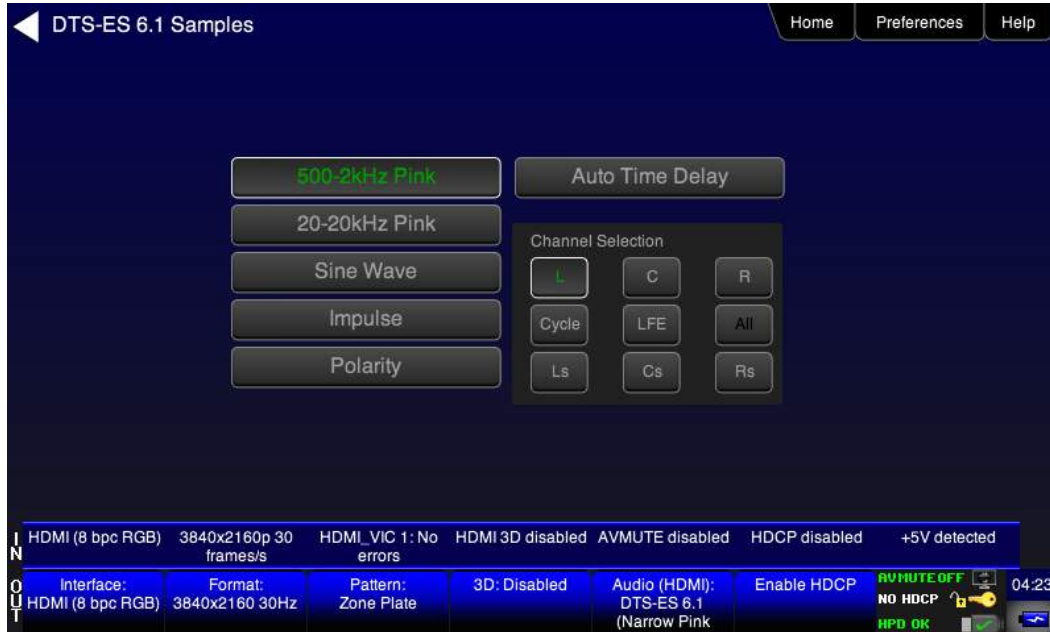 DTS-ES 6.1 Samples
Home
Preferences
Help
500-2kHz Pink
Auto Time Delay
20-20kHz Pink
Sine Wave
Impulse
Polarity
Channel Selection
L
C
R
Cycle
LFE
All
Ls
Cs
Rs
IN
HDMI (8 bpc RGB)
3840x2160p 30
frames/s
HDMI_VIC 1: No
errors
HDMI 3D disabled
AVMUTE disabled
HDCP disabled
+5V detected
OUT
Interface:
HDMI (8 bpc RGB)
Format:
3840x2160 30Hz
Pattern:
Zone Plate
3D: Disabled
Audio (HDMI):
DTS-ES 6.1
(Narrow Pink
Enable HDCP
AVMUTE OFF
NO HDCP
HPD OK
04:23